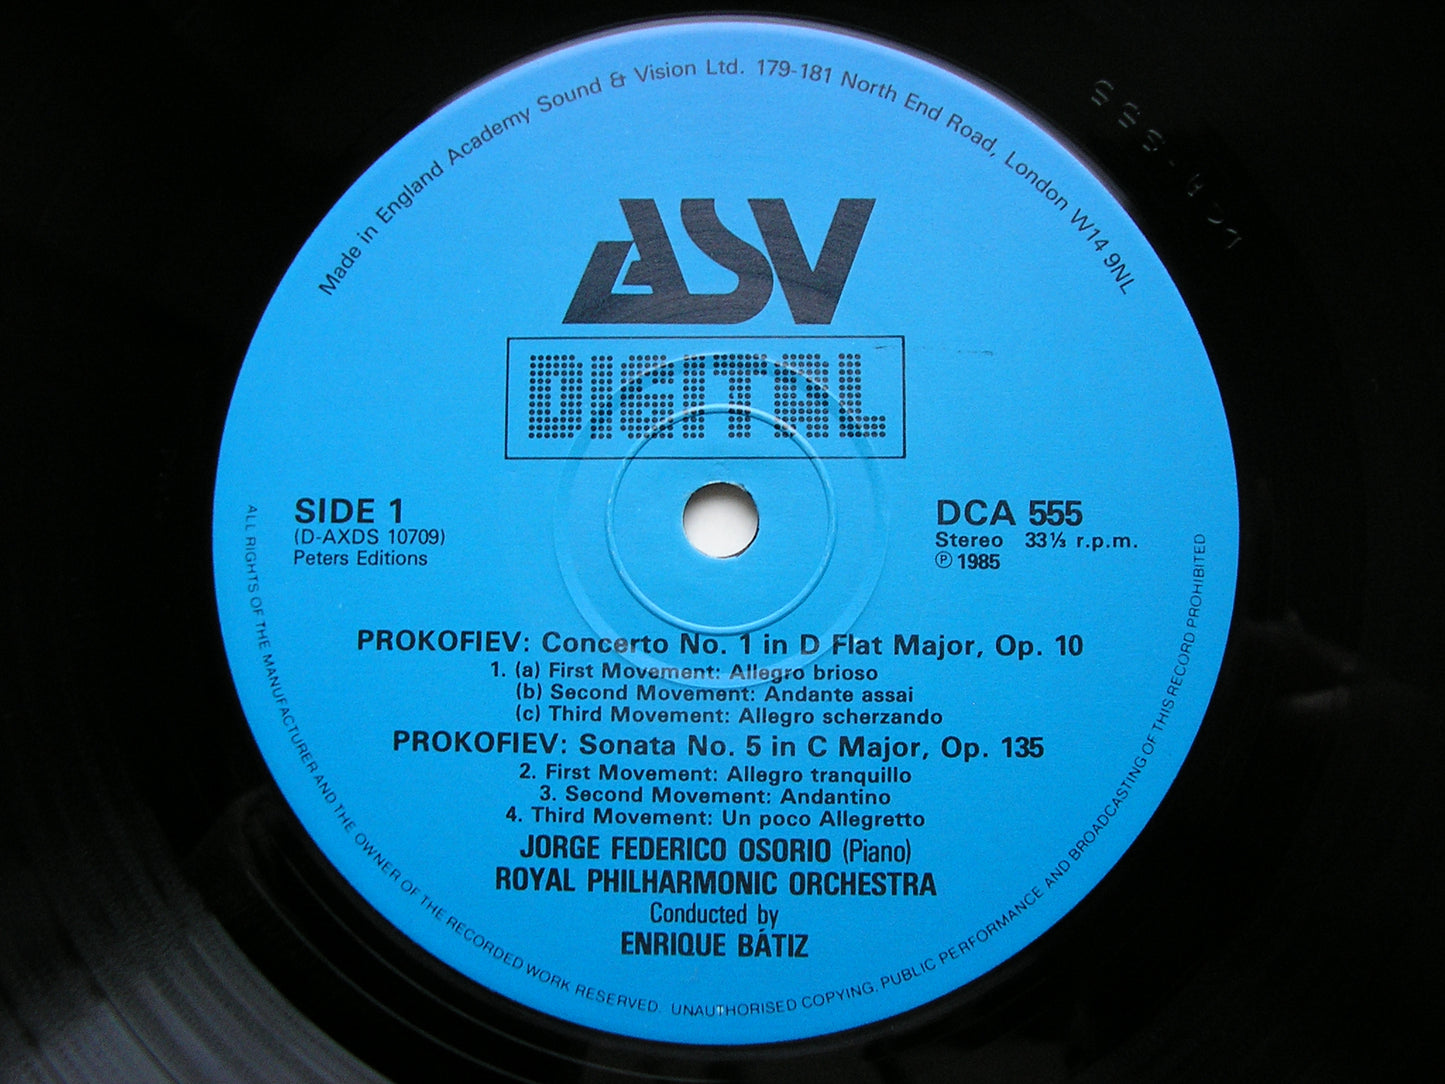 Made in England Academy Sound & Vision Ltd. 179-181 North End Road, London W14 9NL
ASV
DIGITAL
SIDE 1
(D-AXDS 10709)
Peters Editions
DCA 555
Stereo 33⅓ r.p.m.
Ⓟ 1985
PROKOFIEV: Concerto No. 1 in D Flat Major, Op. 10
1. (a) First Movement: Allegro brioso
(b) Second Movement: Andante assai
(c) Third Movement: Allegro scherzando
PROKOFIEV: Sonata No. 5 in C Major, Op. 135
2. First Movement: Allegro tranquillo
3. Second Movement: Andantino
4. Third Movement: Un poco Allegretto
JORGE FEDERICO OSORIO (Piano)
ROYAL PHILHARMONIC ORCHESTRA
Conducted by
ENRIQUE BÁTIZ
ALL RIGHTS OF THE MANUFACTURER AND THE OWNER OF THE RECORDED WORK RESERVED. UNAUTHORISED COPYING, PUBLIC PERFORMANCE AND BROADCASTING OF THIS RECORD PROHIBITED